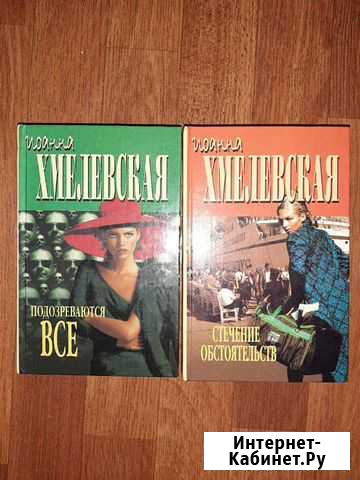 Иоанна
ХМЕЛЕВСКАЯ
ПОДОЗРЕВАЮТСЯ
ВСЕ
Иоанна
ХМЕЛЕВСКАЯ
СТЕЧЕНИЕ
ОБСТОЯТЕЛЬСТВ
Интернет-
Кабинет.Ру